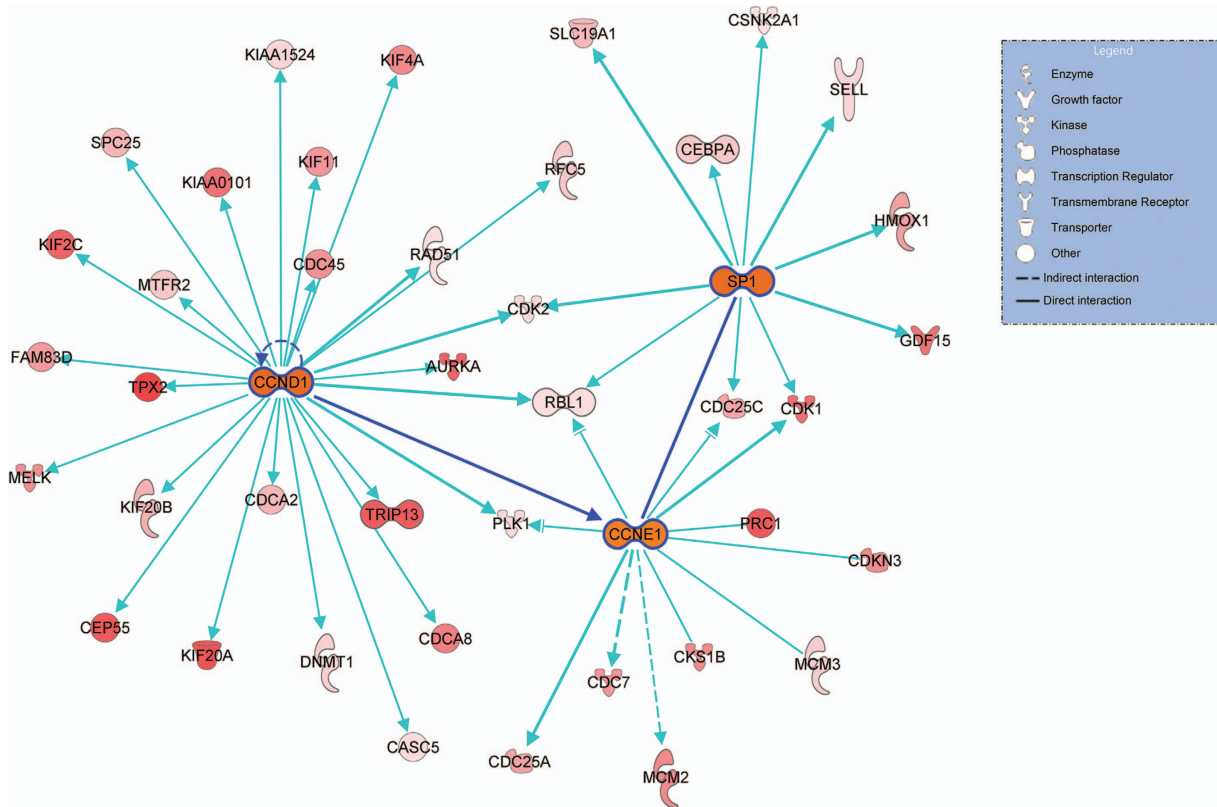 SLC19A1
CSNK2A1
KIAA1524
KIF4A
SELL
SPC25
CEBPA
KIF11
RFC5
KIAA0101
HMOX1
KIF2C
RAD51
CDC45
MTFR2
SP1
CDK2
GDF15
FAM83D
AURKA
TPX2
CCND1
RBL1
CDC25C
CDK1
MELK
KIF20B
CDCA2
TRIP13
PLK1
CCNE1
PRC1
CDKN3
CEP55
CDCA8
KIF20A
DNMT1
CKS1B
MCM3
CDC7
CASC5
CDC25A
MCM2
Legend
Enzyme
Growth factor
Kinase
Phosphatase
Transcription Regulator
Transmembrane Receptor
Transporter
Other
Indirect interaction
Direct interaction